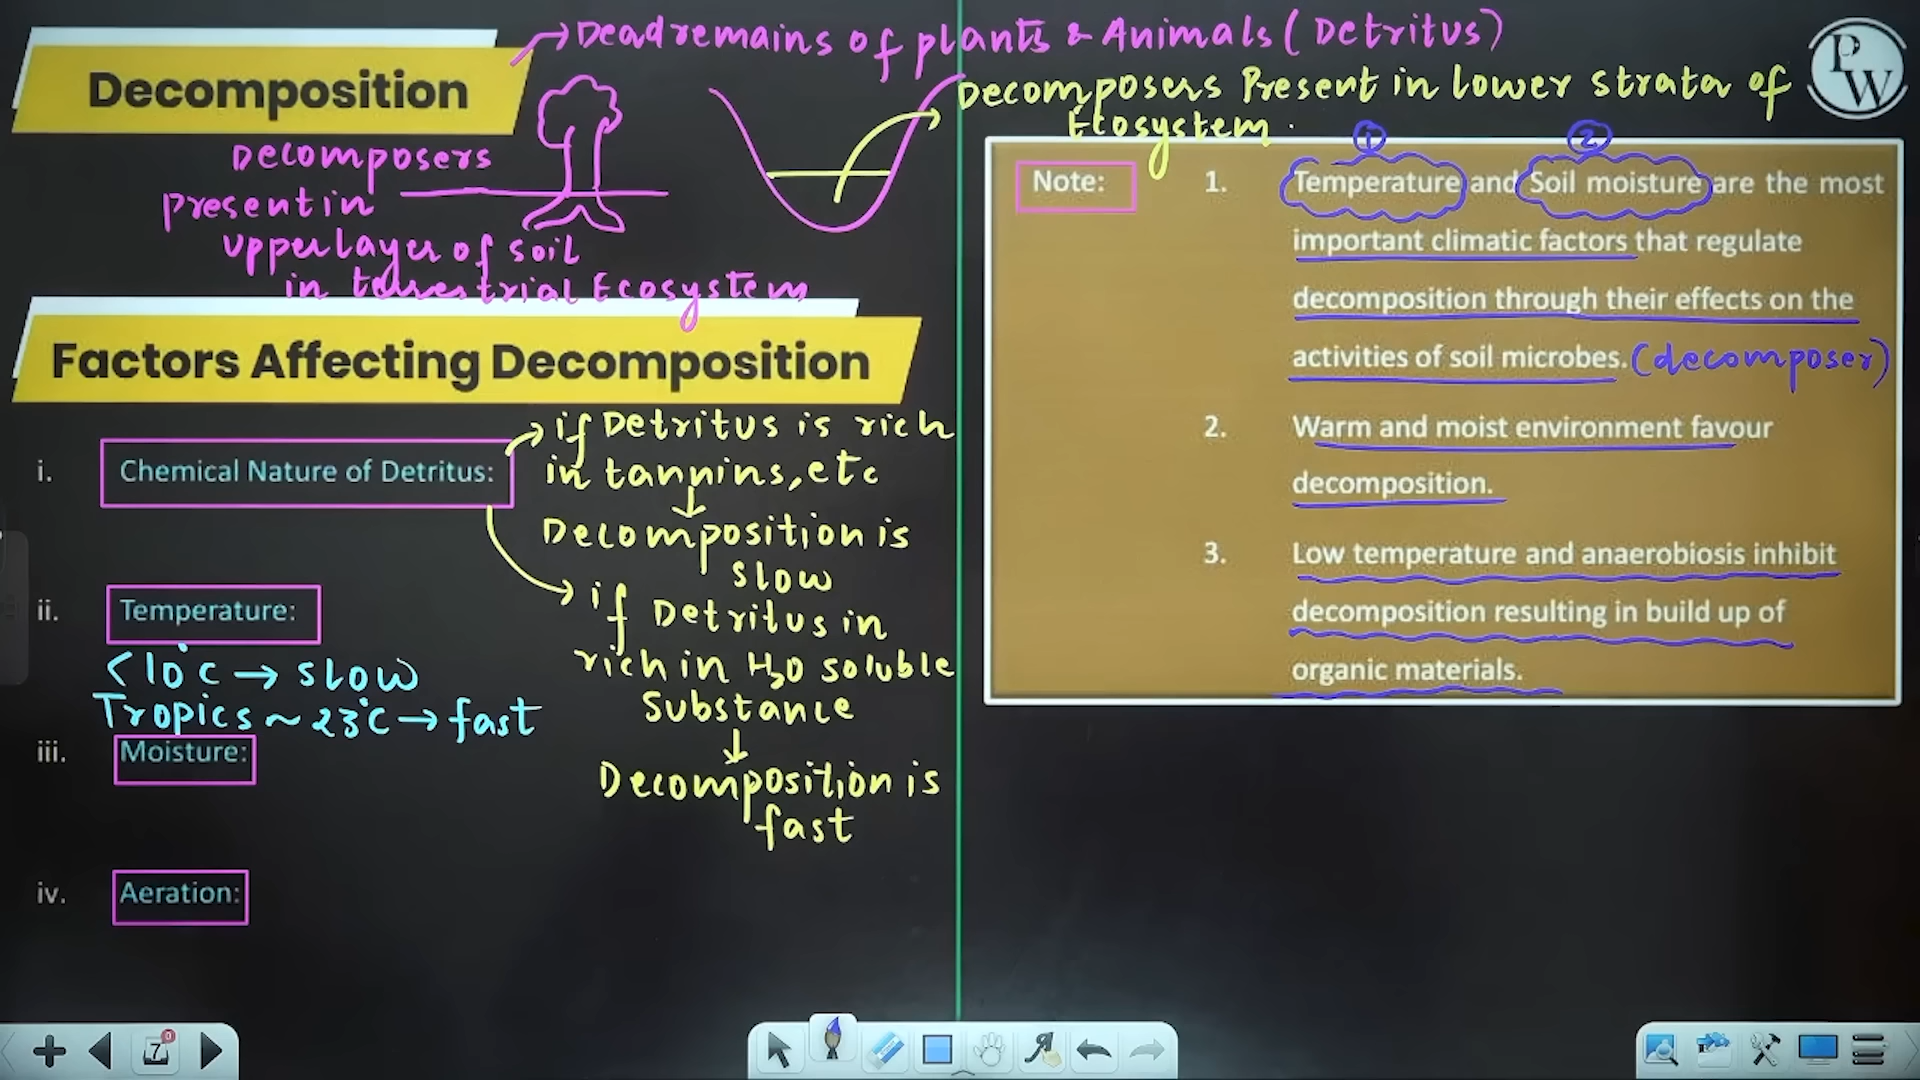 Decomposition
→ Dead remains of plants & Animals (Detritus)
Decomposers
present in
upper layer of soil
in terrestrial Ecosystem
Decomposers Present in lower strata of
Ecosystem.
PW
Factors Affecting Decomposition
i. Chemical Nature of Detritus:
→ if Detritus is rich
in tannins, etc
↓
Decomposition is
slow
→ if Detritus in
rich in H2O soluble
Substance
↓
Decomposition is
fast
ii. Temperature:
<10°C → slow
Tropics ~ 23°C → fast
iii. Moisture:
iv. Aeration:
Note:
① ②
1. Temperature and Soil moisture are the most
important climatic factors that regulate
decomposition through their effects on the
activities of soil microbes. (decomposer)
2. Warm and moist environment favour
decomposition.
3. Low temperature and anaerobiosis inhibit
decomposition resulting in build up of
organic materials.
7